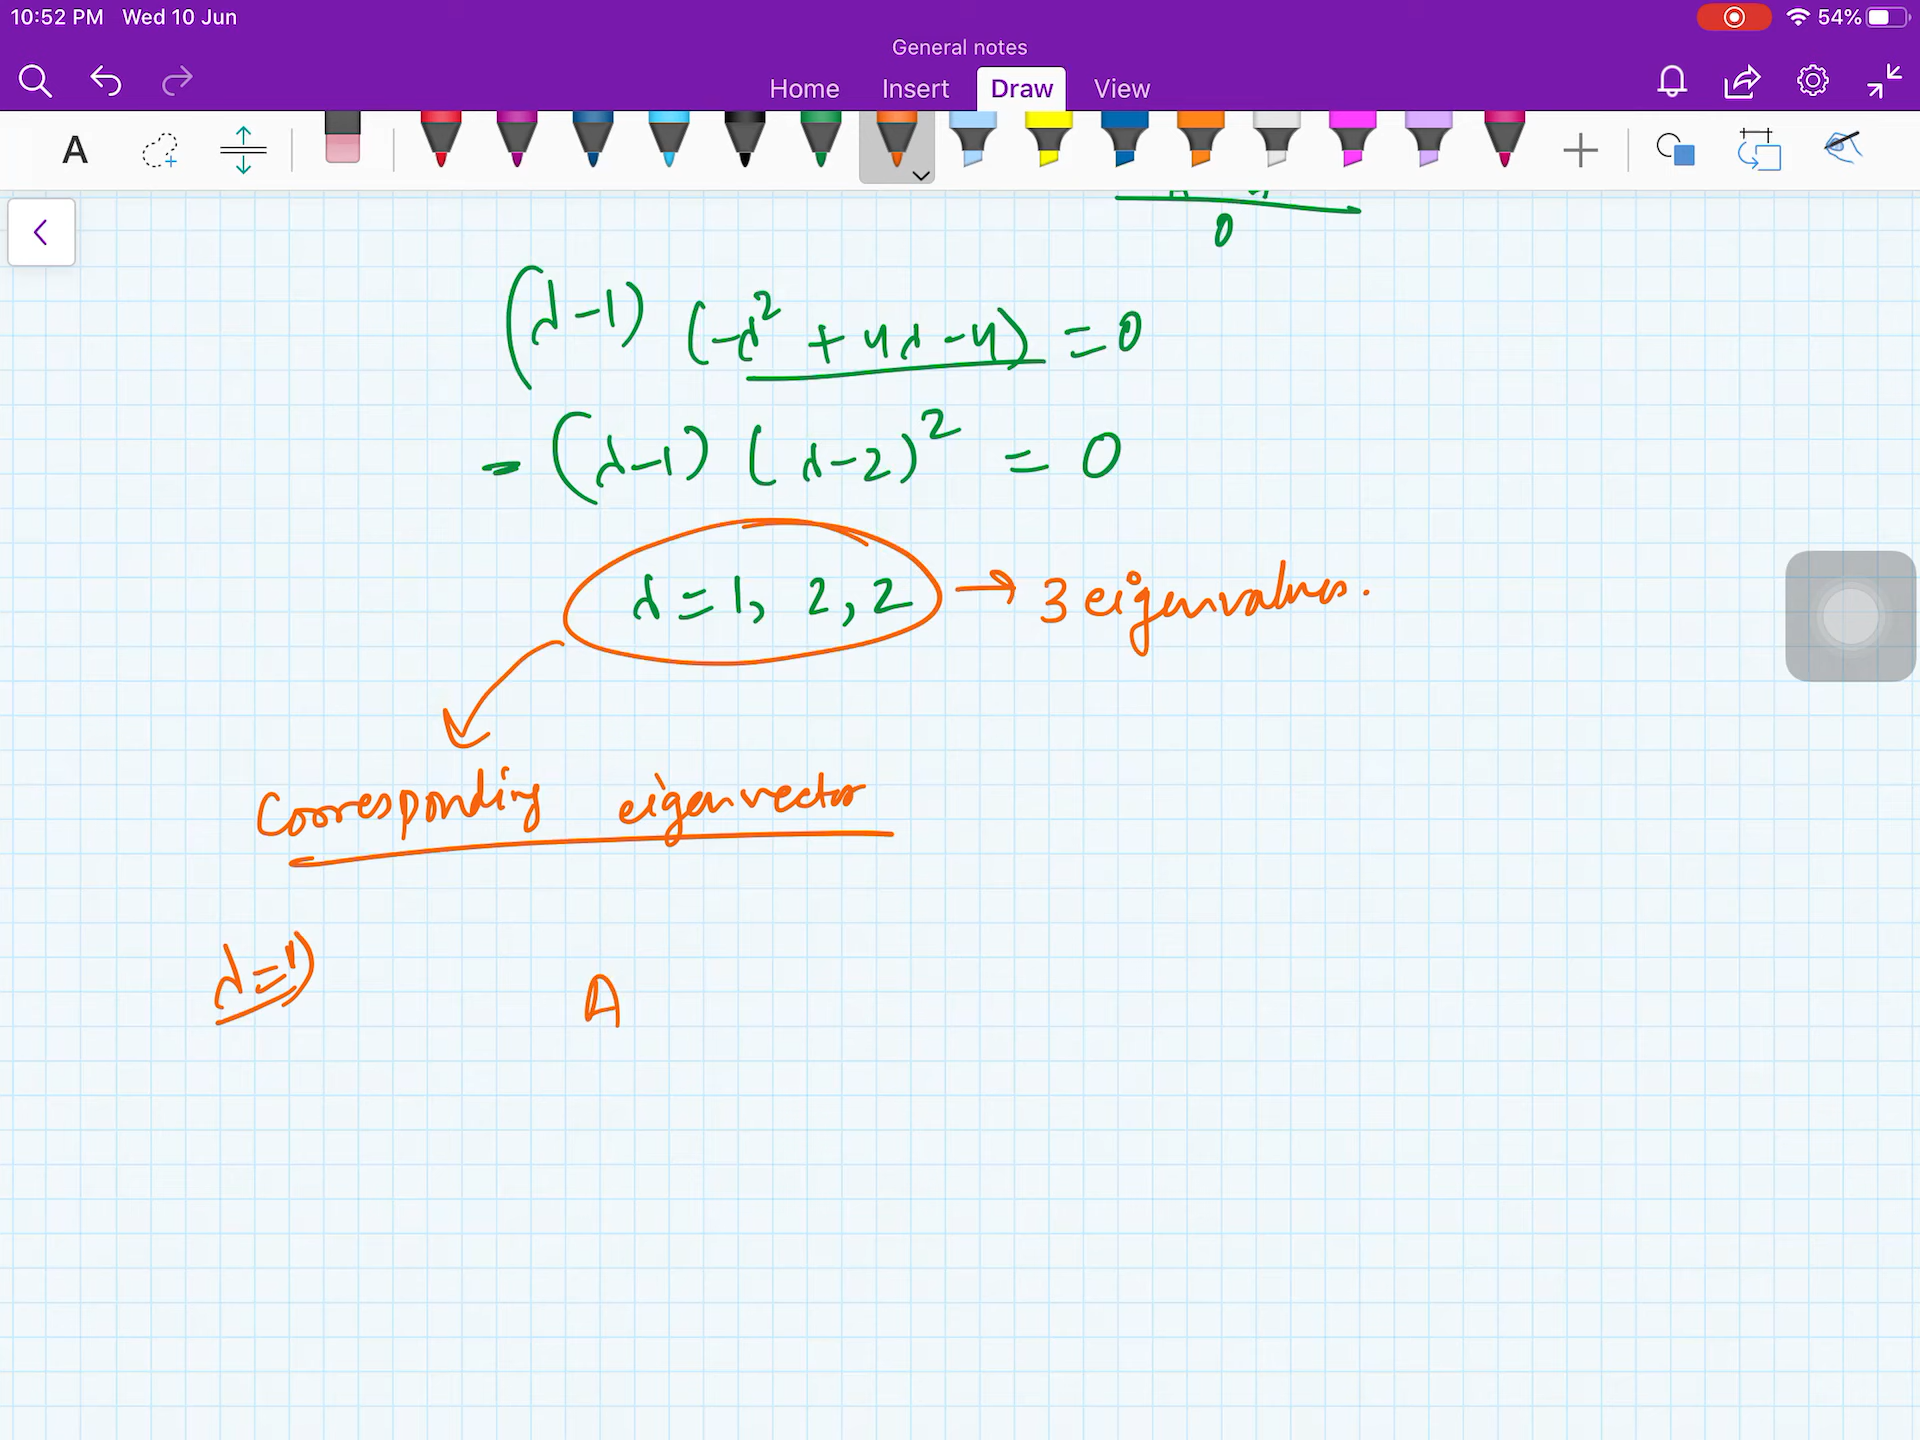 10:52 PM Wed 10 Jun
54%
General notes
Home Insert Draw View
A
0
(λ-1) (-λ² + 4λ - 4) = 0
= (λ-1) (λ-2)² = 0
λ = 1, 2, 2 → 3 eigenvalues.
Corresponding eigenvector
λ=1)
A